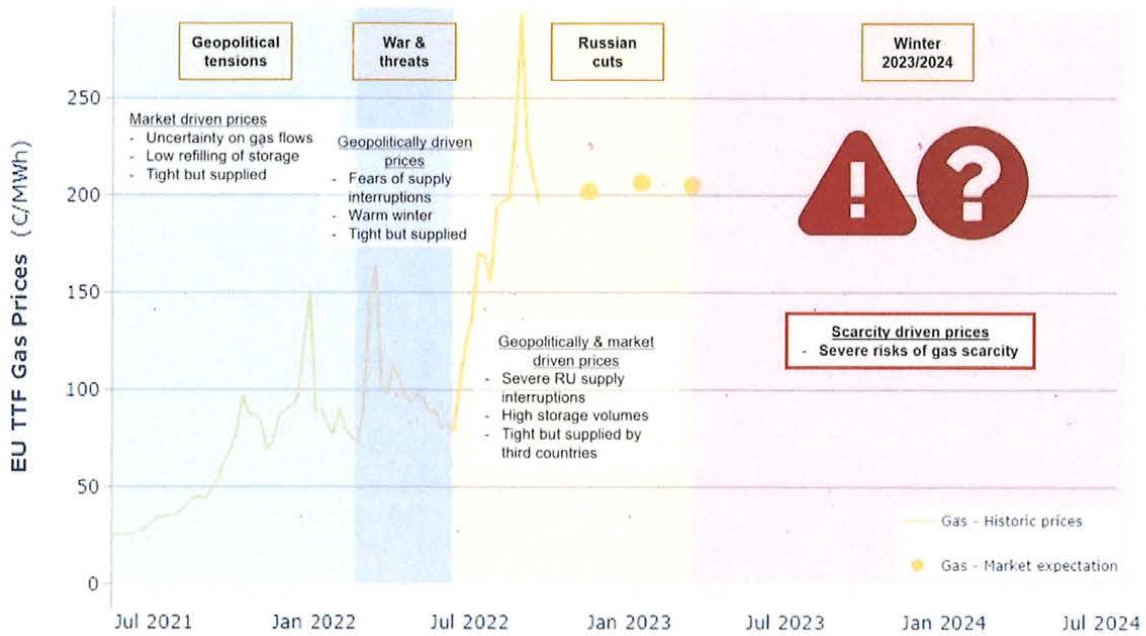 Geopolitical
tensions
War &
threats
Russian
cuts
Winter
2023/2024
Market driven prices
- Uncertainty on gas flows
- Low refilling of storage
- Tight but supplied
Geopolitically driven
prices
- Fears of supply
interruptions
- Warm winter
- Tight but supplied
Geopolitically & market
driven prices
- Severe RU supply
interruptions
- High storage volumes
- Tight but supplied by
third countries
! ?
Scarcity driven prices
- Severe risks of gas scarcity
EU TTF Gas Prices (C/MWh)
250
200
150
100
50
0
Jul 2021 Jan 2022 Jul 2022 Jan 2023 Jul 2023 Jan 2024 Jul 2024
Gas - Historic prices
Gas - Market expectation